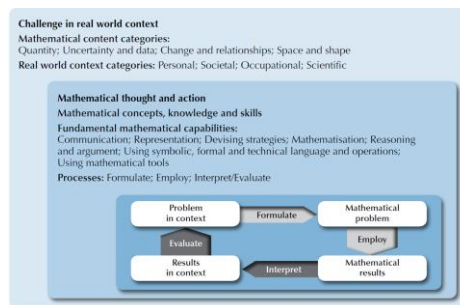 Challenge in real world context
Mathematical content categories:
Quantity; Uncertainty and data; Change and relationships; Space and shape
Real world context categories: Personal; Societal; Occupational; Scientific
Mathematical thought and action
Mathematical concepts, knowledge and skills
Fundamental mathematical capabilities:
Communication; Representation; Devising strategies; Mathematisation; Reasoning
and argument; Using symbolic, formal and technical language and operations;
Using mathematical tools
Processes: Formulate; Employ; Interpret/Evaluate
Problem
in context
Formulate
Mathematical
problem
Evaluate
Employ
Results
in context
Interpret
Mathematical
results